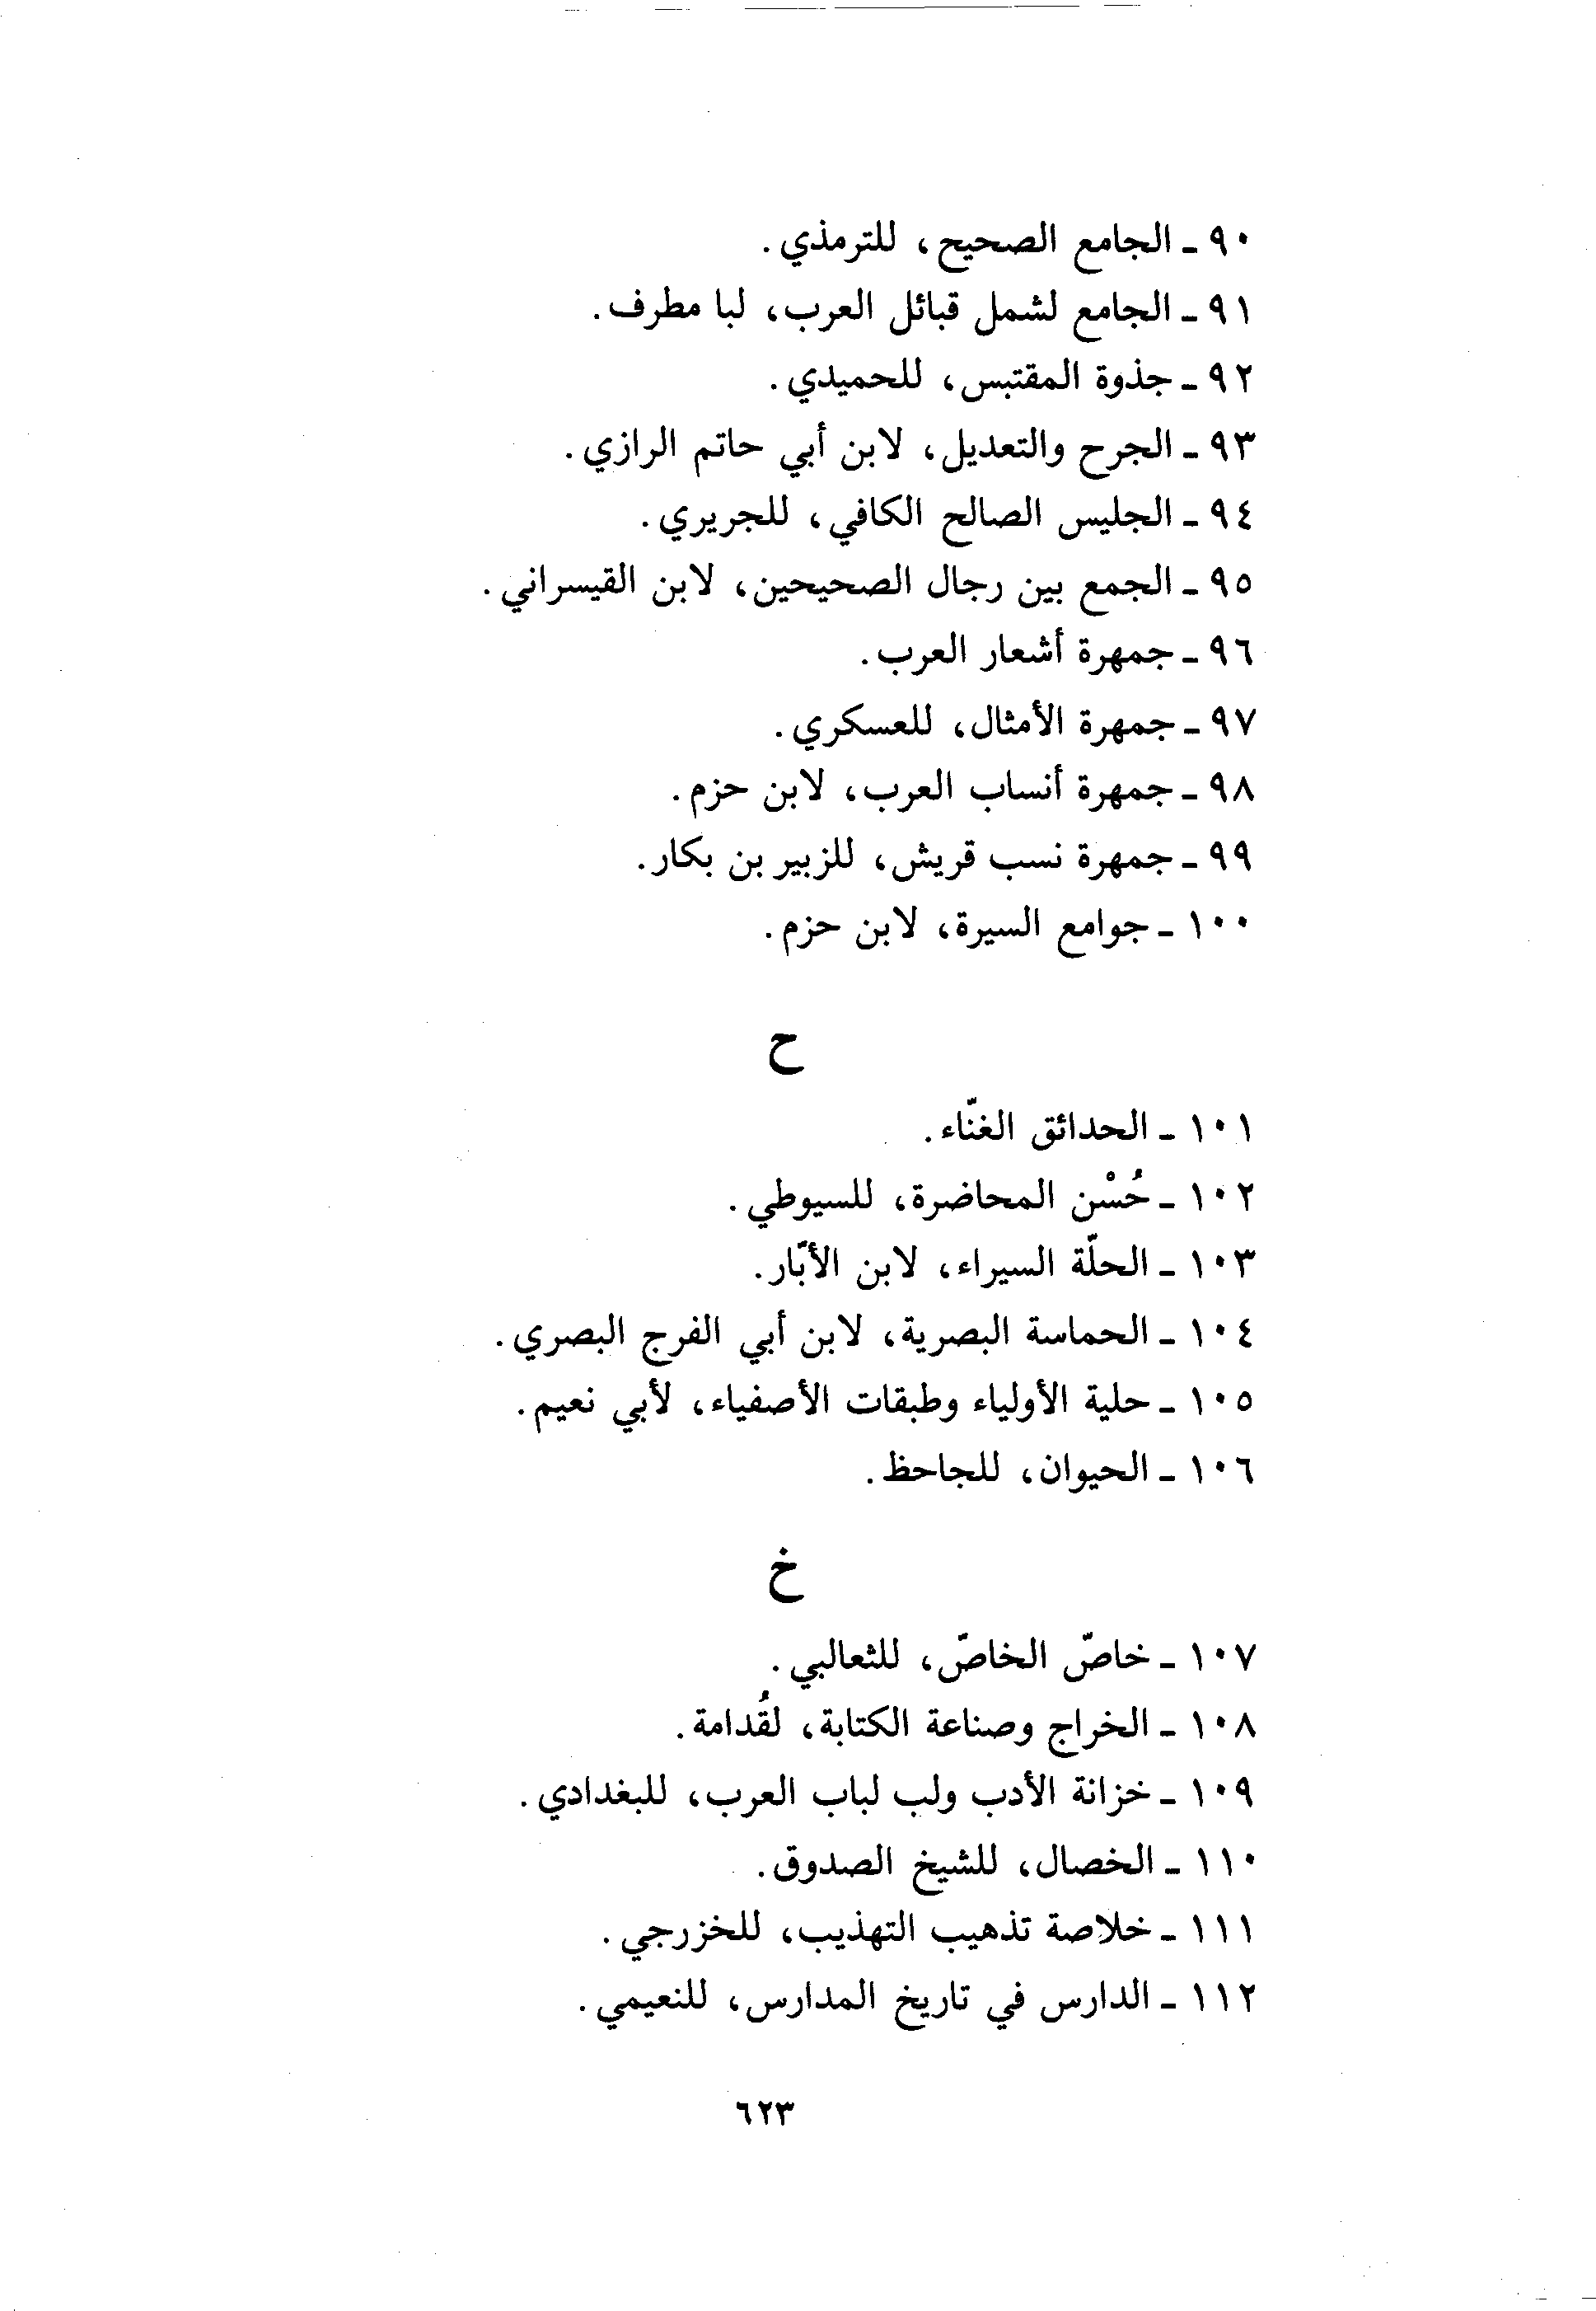 ٩٠ - الجامع الصحيح، للترمذي.
٩١ - الجامع لشمل قبائل العرب، لبا مطرف.
٩٢ - جذوة المقتبس، للحميدي.
٩٣ - الجرح والتعديل، لابن أبي حاتم الرازي.
٩٤ - الجليس الصالح الكافي، للجريري.
٩٥ - الجمع بين رجال الصحيحين، لابن القيسراني.
٩٦ - جمهرة أشعار العرب.
٩٧ - جمهرة الأمثال، للعسكري.
٩٨ - جمهرة أنساب العرب، لابن حزم.
٩٩ - جمهرة نسب قريش، للزبير بن بكار.
١٠٠ - جوامع السيرة، لابن حزم.
ح
١٠١ - الحدائق الغنّاء.
١٠٢ - حُسْن المحاضرة، للسيوطي.
١٠٣ - الحلّة السيراء، لابن الأبّار.
١٠٤ - الحماسة البصرية، لابن أبي الفرج البصري.
١٠٥ - حلية الأولياء وطبقات الأصفياء، لأبي نعيم.
١٠٦ - الحيوان، للجاحظ.
خ
١٠٧ - خاصّ الخاصّ، للثعالبي.
١٠٨ - الخراج وصناعة الكتابة، لقُدامة.
١٠٩ - خزانة الأدب ولب لباب العرب، للبغدادي.
١١٠ - الخصال، للشيخ الصدوق.
١١١ - خلاصة تذهيب التهذيب، للخزرجي.
١١٢ - الدارس في تاريخ المدارس، للنعيمي.
٦٢٣